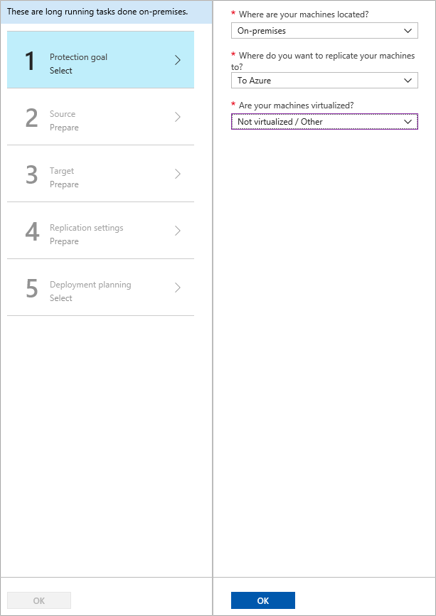 These are long running tasks done on-premises.
1
Protection goal
Select
2
Source
Prepare
3
Target
Prepare
4
Replication settings
Prepare
5
Deployment planning
Select
OK
* Where are your machines located?
On-premises
* Where do you want to replicate your machines
to?
To Azure
* Are your machines virtualized?
Not virtualized / Other
OK